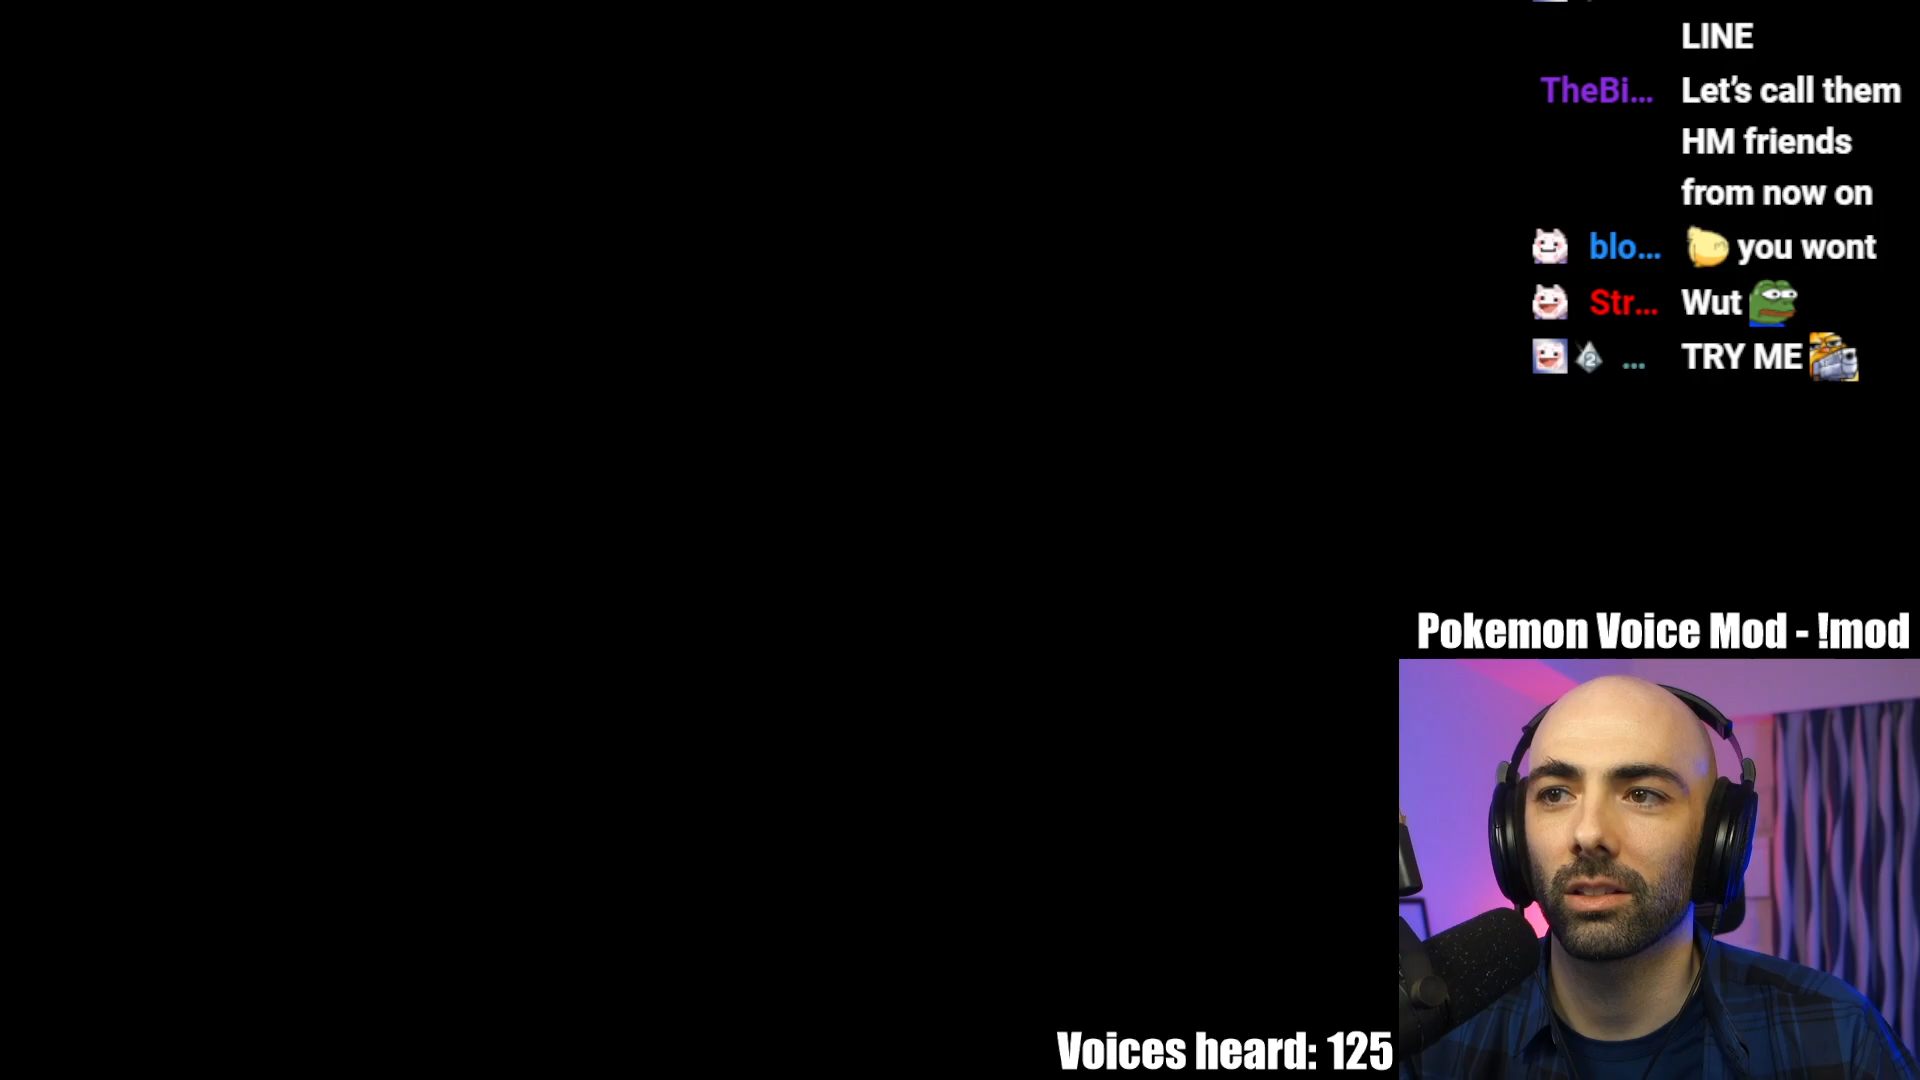 LINE
TheBi... Let's call them
HM friends
from now on
blo... you wont
Str... Wut
... TRY ME
Pokemon Voice Mod - !mod
Voices heard: 125